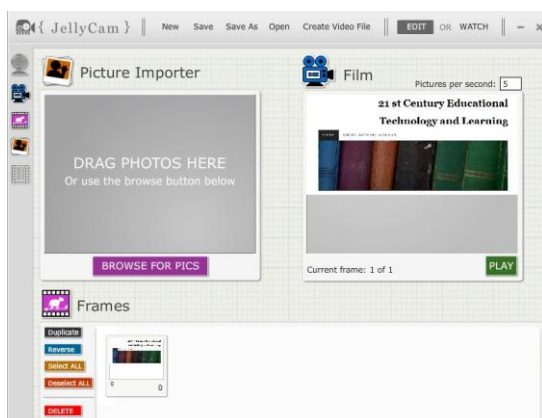 { JellyCam } New Save Save As Open Create Video File EDIT OR WATCH
Picture Importer
Film
Pictures per second: 5
21 st Century Educational
Technology and Learning
HOME
DRAG PHOTOS HERE
Or use the browse button below
BROWSE FOR PICS
Current frame: 1 of 1
PLAY
Frames
Duplicate
Reverse
Select ALL
Deselect ALL
DELETE
0 0